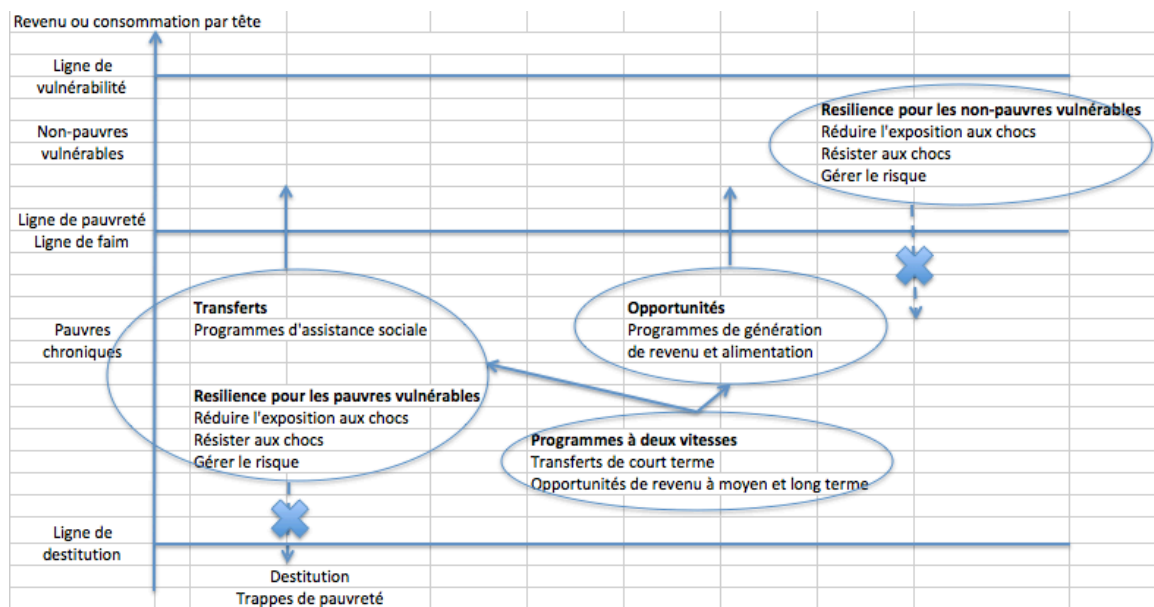 Revenu ou consommation par tête
Ligne de
vulnérabilité
Resilience pour les non-pauvres vulnérables
Réduire l'exposition aux chocs
Résister aux chocs
Gérer le risque
Non-pauvres
vulnérables
Ligne de pauvreté
Ligne de faim
Pauvres
chroniques
Transferts
Programmes d'assistance sociale
Resilience pour les pauvres vulnérables
Réduire l'exposition aux chocs
Résister aux chocs
Gérer le risque
Opportunités
Programmes de génération
de revenu et alimentation
Programmes à deux vitesses
Transferts de court terme
Opportunités de revenu à moyen et long terme
Ligne de
destitution
Destitution
Trappes de pauvreté